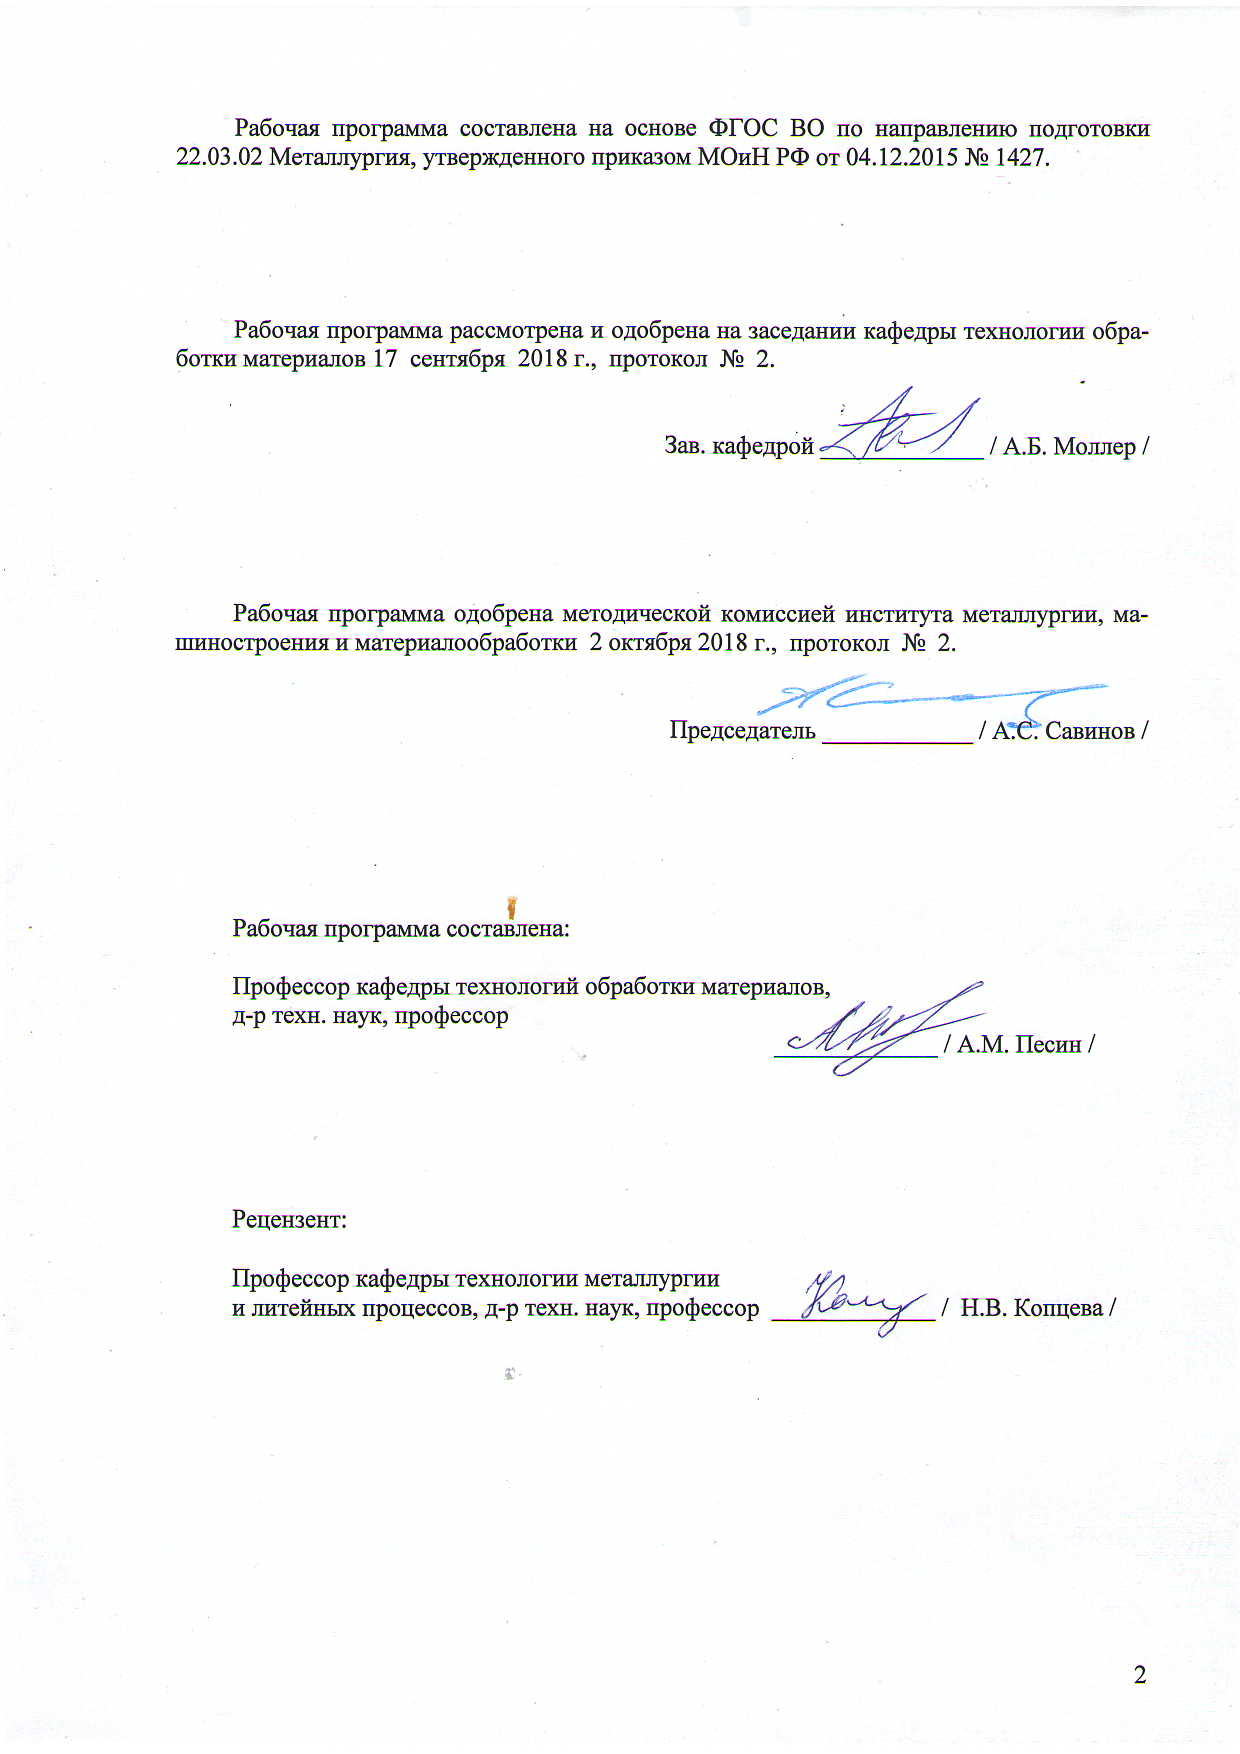 Рабочая программа составлена на основе ФГОС ВО по направлению подготовки
22.03.02 Металлургия, утвержденного приказом МОиН РФ от 04.12.2015 № 1427.
Рабочая программа рассмотрена и одобрена на заседании кафедры технологии обра-
ботки материалов 17 сентября 2018 г., протокол № 2.
Зав. кафедрой _____________ / А.Б. Моллер /
Рабочая программа одобрена методической комиссией института металлургии, ма-
шиностроения и материалообработки 2 октября 2018 г., протокол № 2.
Председатель ____________ / А.С. Савинов /
Рабочая программа составлена:
Профессор кафедры технологий обработки материалов,
д-р техн. наук, профессор
_____________ / А.М. Песин /
Рецензент:
Профессор кафедры технологии металлургии
и литейных процессов, д-р техн. наук, профессор _____________ / Н.В. Копцева /
2